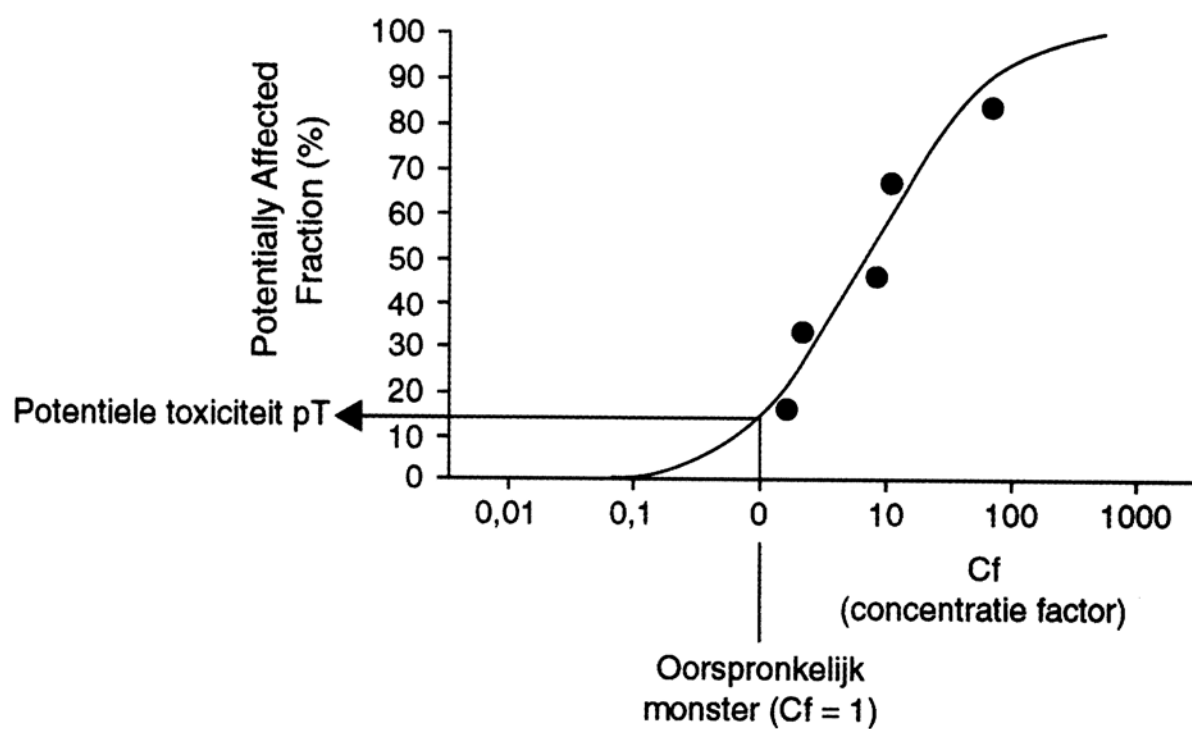 100
90
80
70
60
50
40
30
20
10
0
Potentially Affected
Fraction (%)
Potentiele toxiciteit pT
0,01 0,1 0 10 100 1000
Cf
(concentratie factor)
Oorspronkelijk
monster (Cf = 1)